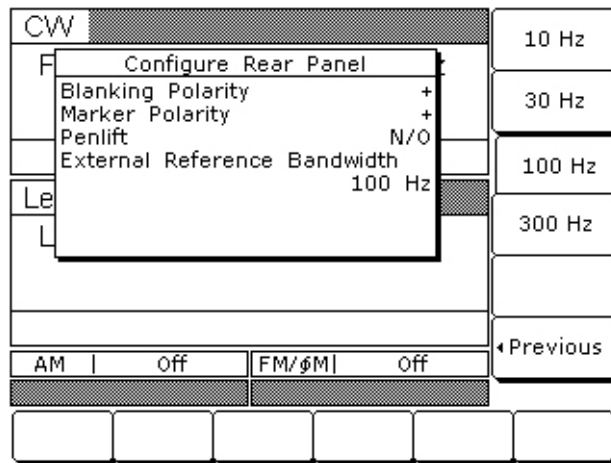 CW
F
z
Configure Rear Panel
Blanking Polarity +
Marker Polarity +
Penlift N/O
External Reference Bandwidth
100 Hz
Le
L
AM | Off
FM/ɸM| Off
10 Hz
30 Hz
100 Hz
300 Hz
Previous